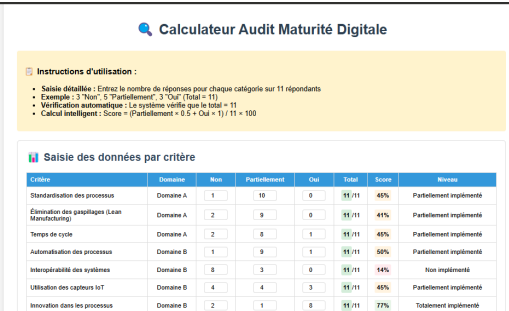 Calculateur Audit Maturité Digitale
Instructions d'utilisation :
Saisie détaillée : Entrez le nombre de réponses pour chaque catégorie sur 11 répondants
Exemple : 3 "Non", 5 "Partiellement", 3 "Oui" (Total = 11)
Vérification automatique : Le système vérifie que le total = 11
Calcul intelligent : Score = (Partiellement × 0.5 + Oui × 1) / 11 × 100
Saisie des données par critère
Critère Domaine Non Partiellement Oui Total Score Niveau
Standardisation des processus Domaine A 1 10 0 11 /11 45% Partiellement implémenté
Élimination des gaspillages (Lean
Manufacturing) Domaine A 2 9 0 11 /11 41% Partiellement implémenté
Temps de cycle Domaine A 2 8 1 11 /11 45% Partiellement implémenté
Automatisation des processus Domaine B 1 9 1 11 /11 50% Partiellement implémenté
Interopérabilité des systèmes Domaine B 8 3 0 11 /11 14% Non implémenté
Utilisation des capteurs IoT Domaine B 4 4 3 11 /11 45% Partiellement implémenté
Innovation dans les processus Domaine B 2 1 8 11 /11 77% Totalement implémenté